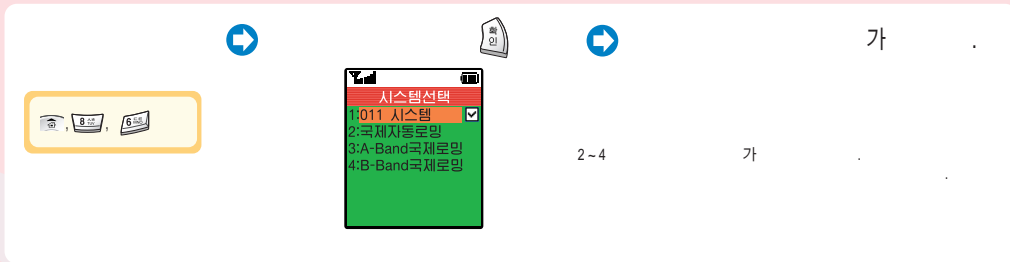 확인
가 .
, 8 , 6
시스템선택
1:011 시스템
2:국제자동로밍
3:A-Band국제로밍
4:B-Band국제로밍
2~4 가 .
.